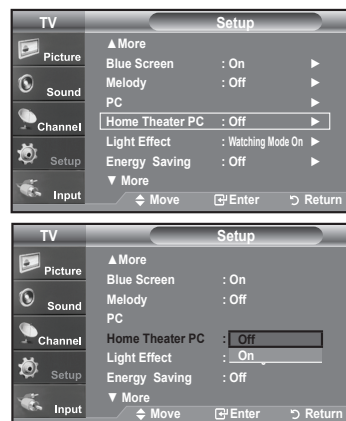 TV Setup
▲More
Picture
Blue Screen : On ►
Melody : Off ►
Sound
PC ►
Channel
Home Theater PC : Off ►
Light Effect : Watching Mode On ►
Setup
Energy Saving : Off ►
▼ More
Input
Move Enter Return
TV Setup
▲More
Picture
Blue Screen : On
Melody : Off
Sound
PC
Channel
Home Theater PC : Off
Light Effect : On
Setup
Energy Saving : Off
▼ More
Input
Move Enter Return